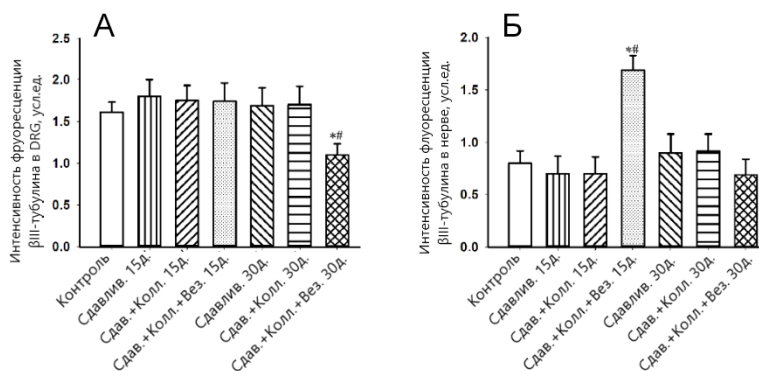 А
Интенсивность фруоресценции
βIII-тубулина в DRG, усл.ед.
2.5
2.0
1.5
1.0
0.5
0.0
*#
Контроль
Сдавлив. 15д.
Сдав.+Колл. 15д.
Сдав.+Колл.+Вез. 15д.
Сдавлив. 30д.
Сдав.+Колл. 30д.
Сдав.+Колл.+Вез. 30д.
Б
Интенсивность флуоресценции
βIII-тубулина в нерве, усл.ед.
2.0
1.5
1.0
0.5
0.0
*#
Контроль
Сдавлив. 15д.
Сдав.+Колл. 15д.
Сдав.+Колл.+Вез. 15д.
Сдавлив. 30д.
Сдав.+Колл. 30д.
Сдав.+Колл.+Вез. 30д.